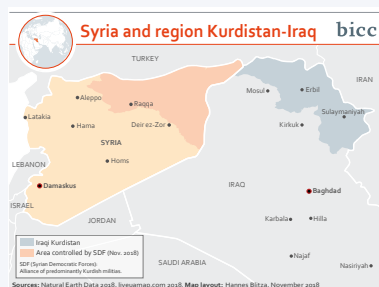 Syria and region Kurdistan-Iraq
bicc
TURKEY
IRAN
Mosul
Erbil
Aleppo
Raqqa
Sulaymaniyah
Latakia
Hama
Deir ez-Zor
Kirkuk
SYRIA
Homs
LEBANON
IRAQ
Damaskus
Baghdad
ISRAEL
JORDAN
Karbala
Hilla
Iraqi Kurdistan
Area controlled by SDF (Nov. 2018)
SDF (Syrian Democratic Forces):
Alliance of predominantly Kurdish militias.
SAUDI ARABIA
Najaf
Nasiriyah
Sources: Natural Earth Data 2018, liveuamap.com 2018. Map layout: Hannes Blitza, November 2018